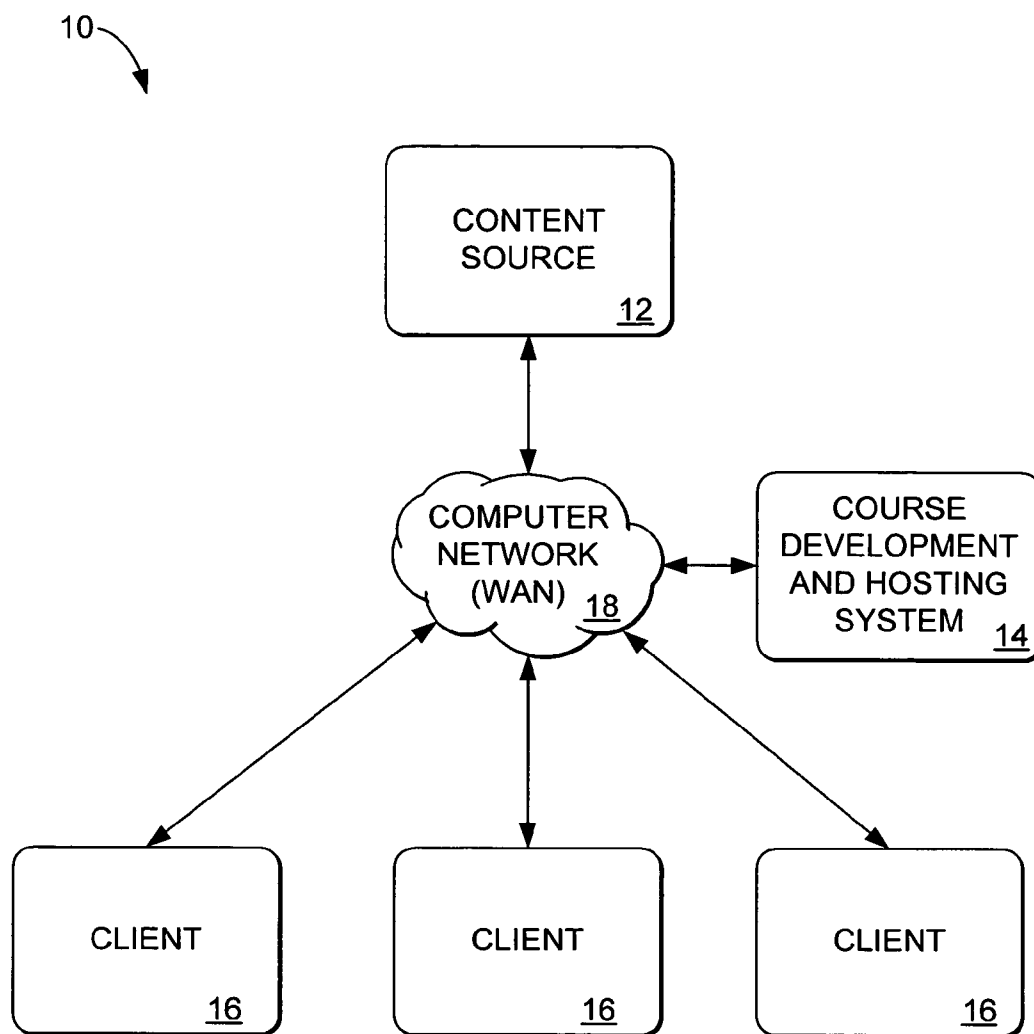 10
CONTENT
SOURCE
12
COMPUTER
NETWORK
(WAN)
18
COURSE
DEVELOPMENT
AND HOSTING
SYSTEM
14
CLIENT
16
CLIENT
16
CLIENT
16